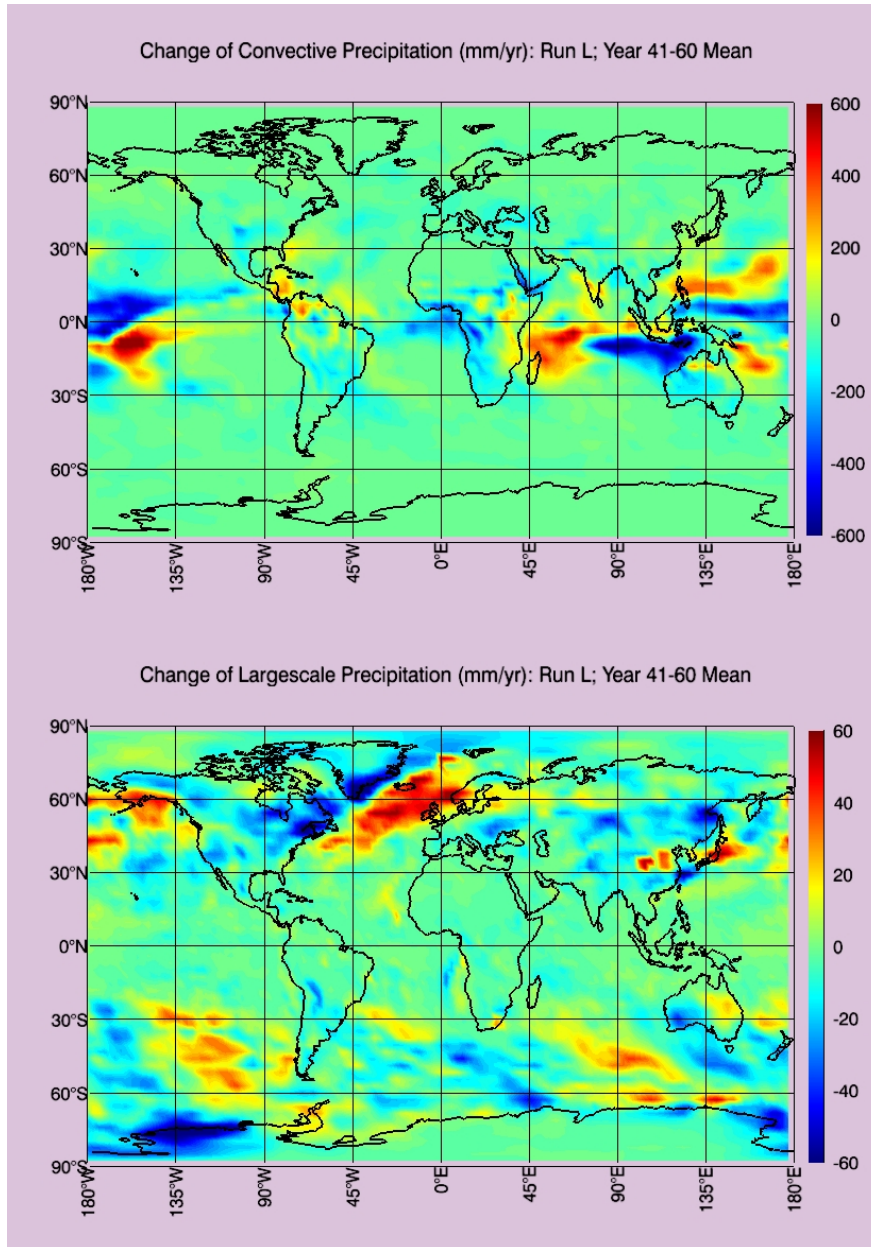 Change of Convective Precipitation (mm/yr): Run L; Year 41-60 Mean
90°N
60°N
30°N
0°N
30°S
60°S
90°S
180°W
135°W
90°W
45°W
0°E
45°E
90°E
135°E
180°E
600
400
200
0
-200
-400
-600
Change of Largescale Precipitation (mm/yr): Run L; Year 41-60 Mean
90°N
60°N
30°N
0°N
30°S
60°S
90°S
180°W
135°W
90°W
45°W
0°E
45°E
90°E
135°E
180°E
60
40
20
0
-20
-40
-60